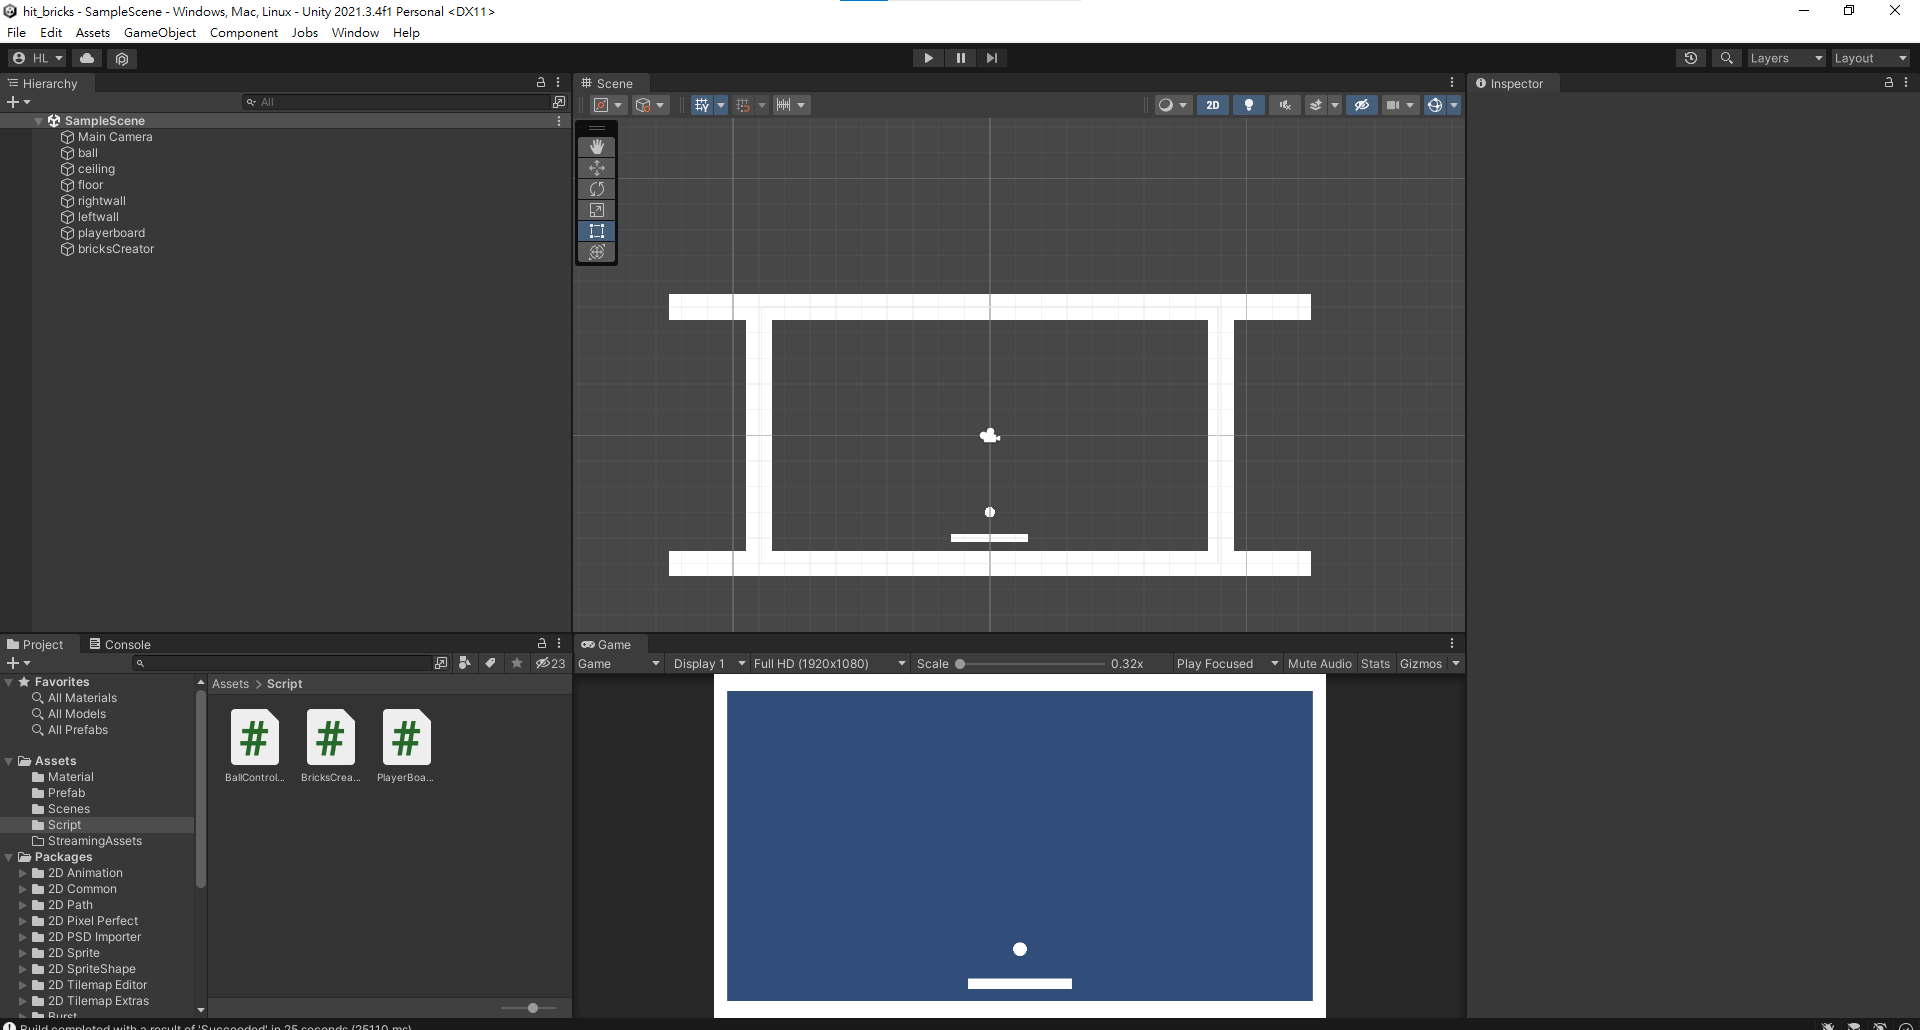 hit_bricks - SampleScene - Windows, Mac, Linux - Unity 2021.3.4f1 Personal <DX11>
File Edit Assets GameObject Component Jobs Window Help
HL
Layers
Layout
Hierarchy
All
SampleScene
Main Camera
ball
ceiling
floor
rightwall
leftwall
playerboard
bricksCreator
Scene
2D
Inspector
Project
Console
23
Favorites
All Materials
All Models
All Prefabs
Assets
Material
Prefab
Scenes
Script
StreamingAssets
Packages
2D Animation
2D Common
2D Path
2D Pixel Perfect
2D PSD Importer
2D Sprite
2D SpriteShape
2D Tilemap Editor
2D Tilemap Extras
Burst
Assets > Script
BallControl...
BricksCrea...
PlayerBoa...
Game
Game Display 1 Full HD (1920x1080) Scale 0.32x Play Focused Mute Audio Stats Gizmos
Build completed with a result of 'Succeeded' in 25 seconds (25110 ms)